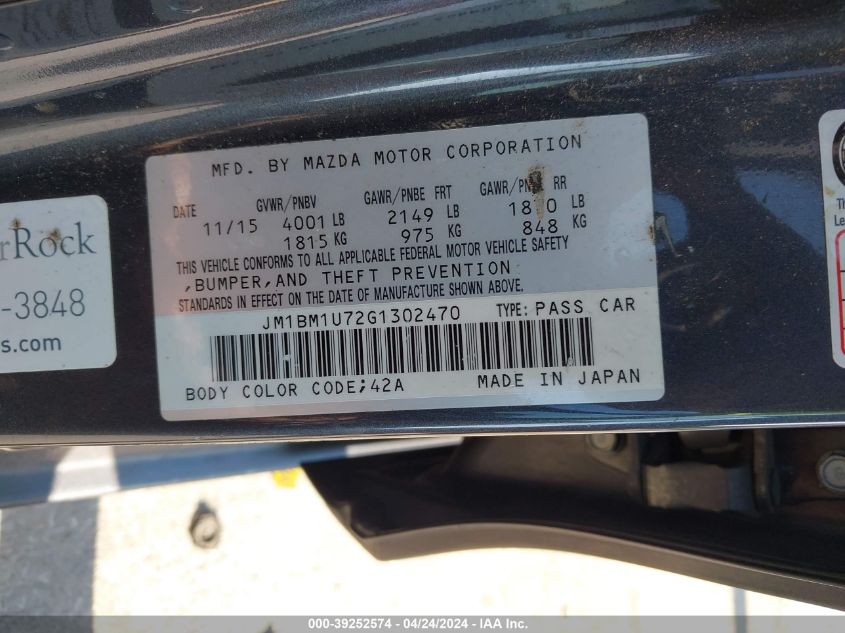 MFD. BY MAZDA MOTOR CORPORATION
DATE GVWR/PNBV GAWR/PNBE FRT RR
11/15 4001 LB 2149 LB LB
1815 KG 975 KG 848 KG
THIS VEHICLE CONFORMS TO ALL APPLICABLE FEDERAL MOTOR VEHICLE SAFETY
,BUMPER,AND THEFT PREVENTION
STANDARDS IN EFFECT ON THE DATE OF MANUFACTURE SHOWN ABOVE.
JM1BM1U72G1302470 TYPE: PASS CAR
BODY COLOR CODE;42A MADE IN JAPAN
rRock
-3848
s.com
Th
Le
000-39252574 - 04/24/2024 - IAA, Inc.